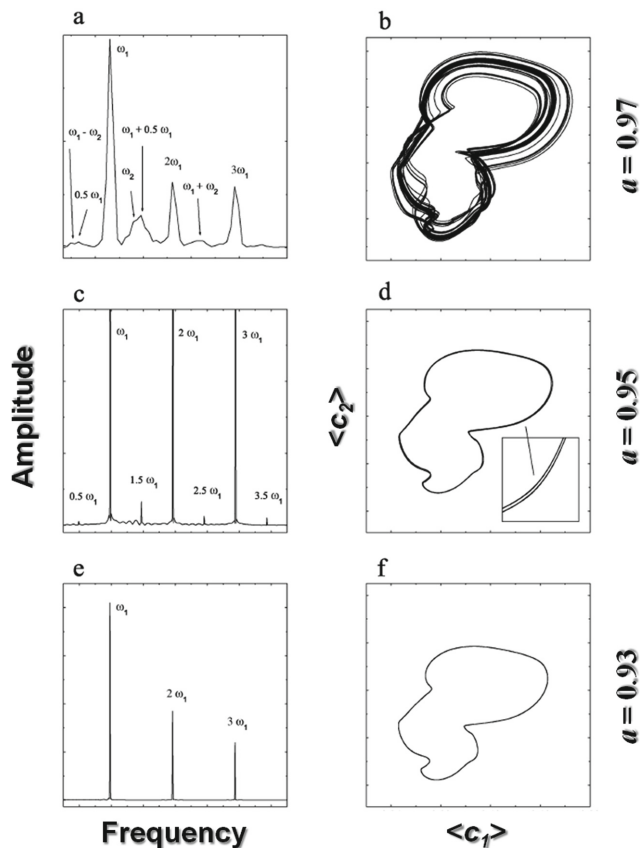 a
b
ω1
ω1 - ω2
ω1 + 0.5 ω1
0.5 ω1
ω2
2ω1
ω1 + ω2
3ω1
a = 0.97
c
d
ω1
2 ω1
3 ω1
0.5 ω1
1.5 ω1
2.5 ω1
3.5 ω1
Amplitude
<c2>
a = 0.95
e
f
ω1
2 ω1
3 ω1
a = 0.93
Frequency
<c1>